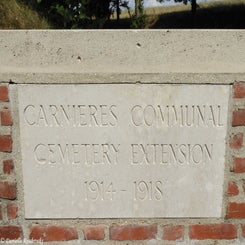 CARNIERES COMMUNAL
CEMETERY EXTENSION
1914 - 1918